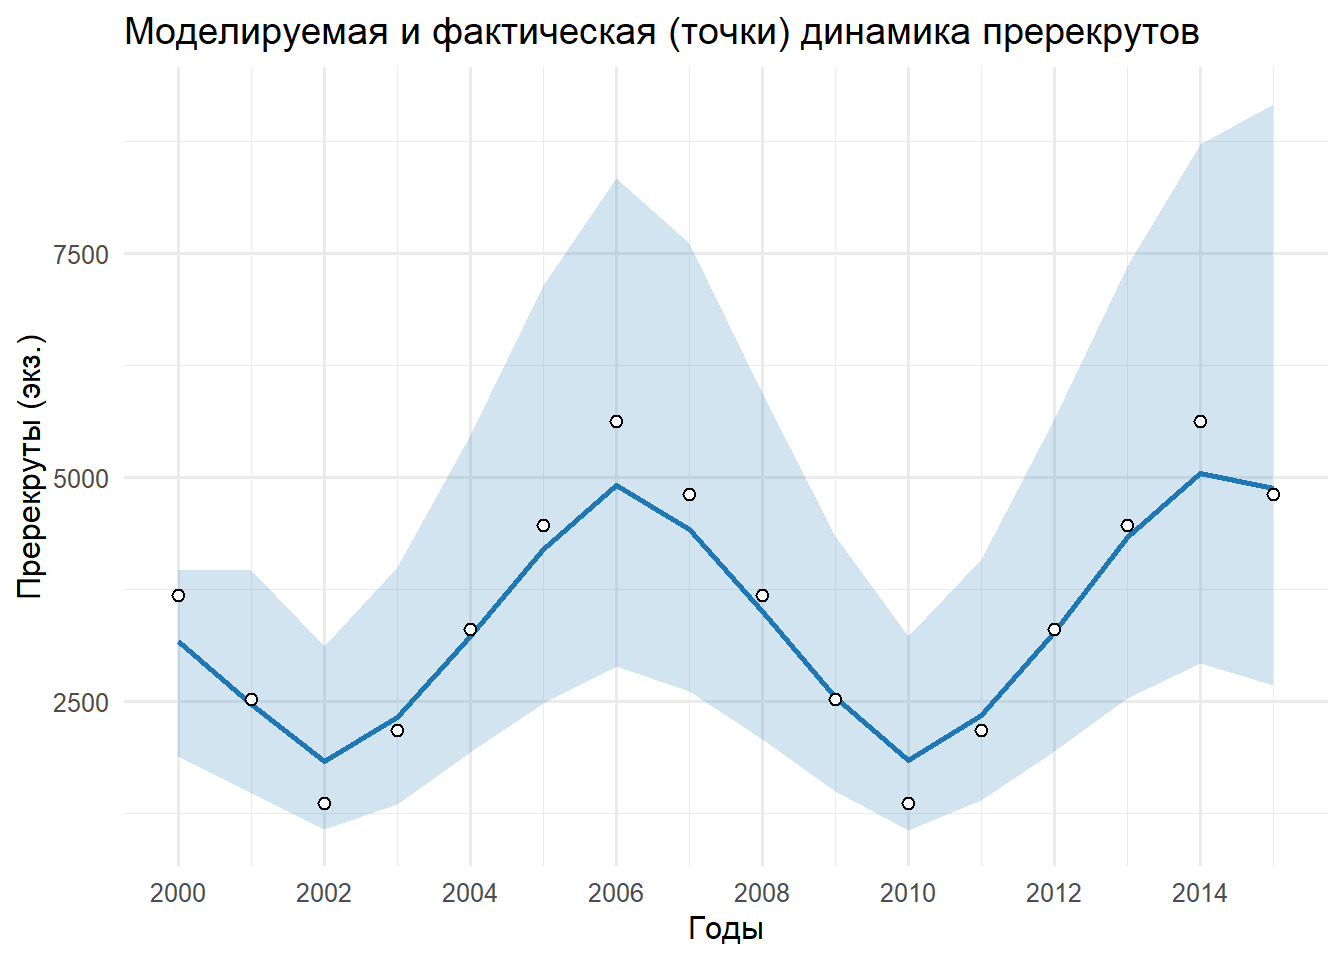 Моделируемая и фактическая (точки) динамика пререкрутов
Пререкруты (экз.)
7500
5000
2500
2000 2002 2004 2006 2008 2010 2012 2014
Годы